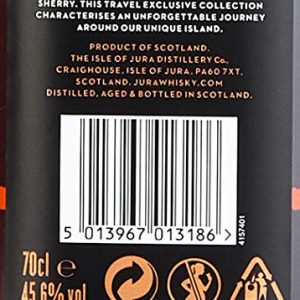 SHERRY. THIS TRAVEL EXCLUSIVE COLLECTION
CHARACTERISES AN UNFORGETTABLE JOURNEY
AROUND OUR UNIQUE ISLAND.
PRODUCT OF SCOTLAND.
THE ISLE OF JURA DISTILLERY Co.,
CRAIGHOUSE, ISLE OF JURA, PA60 7XT.
SCOTLAND. JURAWHISKY.COM
DISTILLED, AGED & BOTTLED IN SCOTLAND.
5 013967 013186 >
4157401
70cl e
45.6%vol